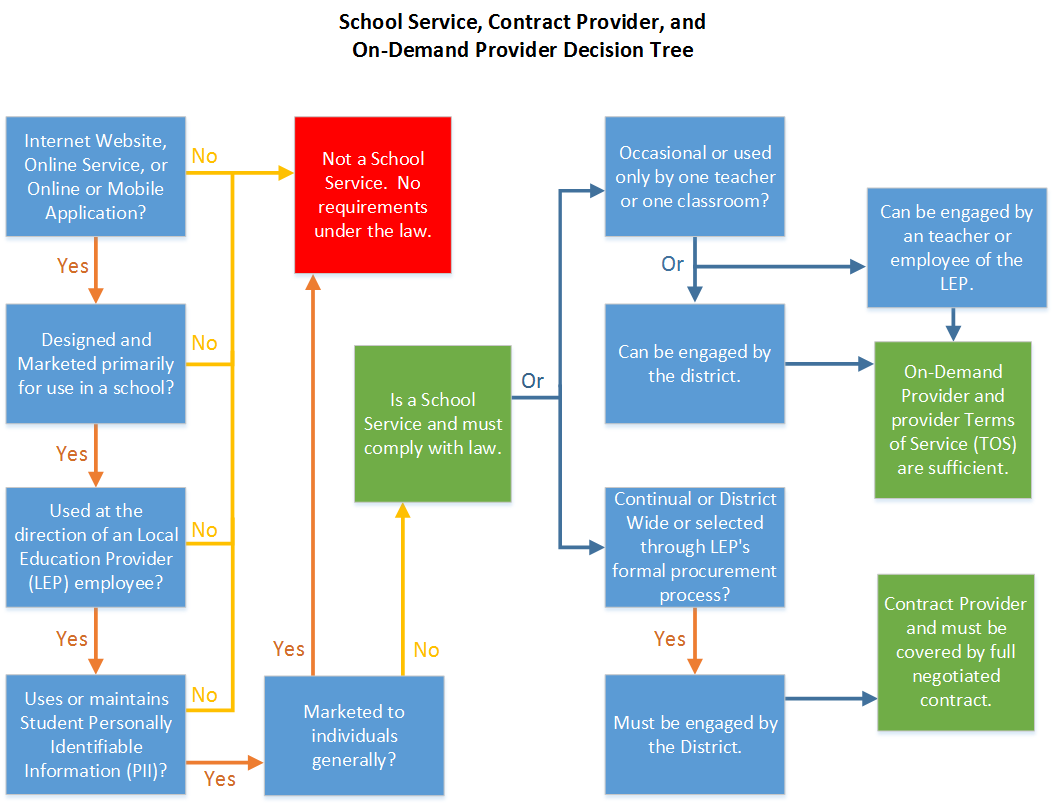 School Service, Contract Provider, and
On-Demand Provider Decision Tree
Internet Website,
Online Service, or
Online or Mobile
Application?
No
Yes
Designed and
Marketed primarily
for use in a school?
No
Yes
Used at the
direction of an Local
Education Provider
(LEP) employee?
No
Yes
Uses or maintains
Student Personally
Identifiable
Information (PII)?
No
Yes
Marketed to
individuals
generally?
Yes
No
Not a School
Service. No
requirements
under the law.
Is a School
Service and must
comply with law.
Or
Occasional or used
only by one teacher
or one classroom?
Or
Can be engaged by
an teacher or
employee of the
LEP.
Can be engaged by
the district.
On-Demand
Provider and
provider Terms
of Service (TOS)
are sufficient.
Continual or District
Wide or selected
through LEP's
formal procurement
process?
Yes
Must be engaged by
the District.
Contract Provider
and must be
covered by full
negotiated
contract.